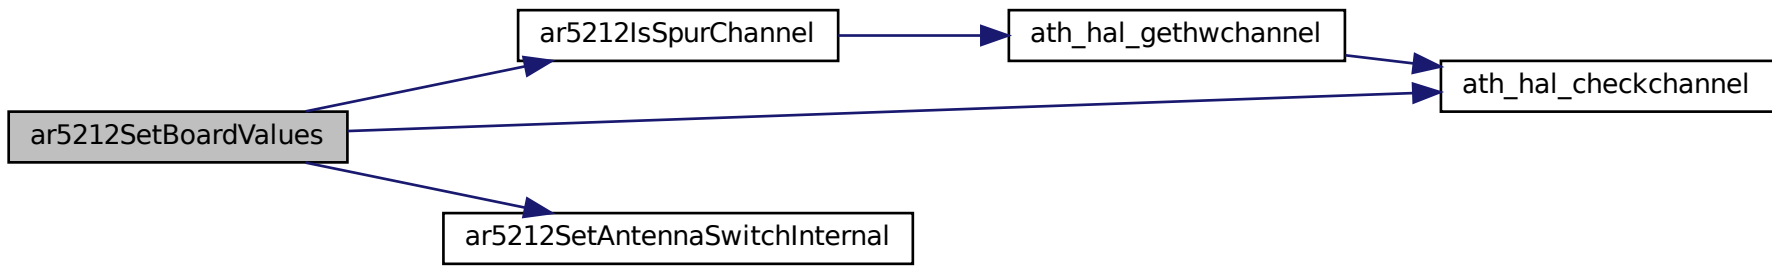 ar5212IsSpurChannel
ath_hal_gethwchannel
ath_hal_checkchannel
ar5212SetBoardValues
ar5212SetAntennaSwitchInternal